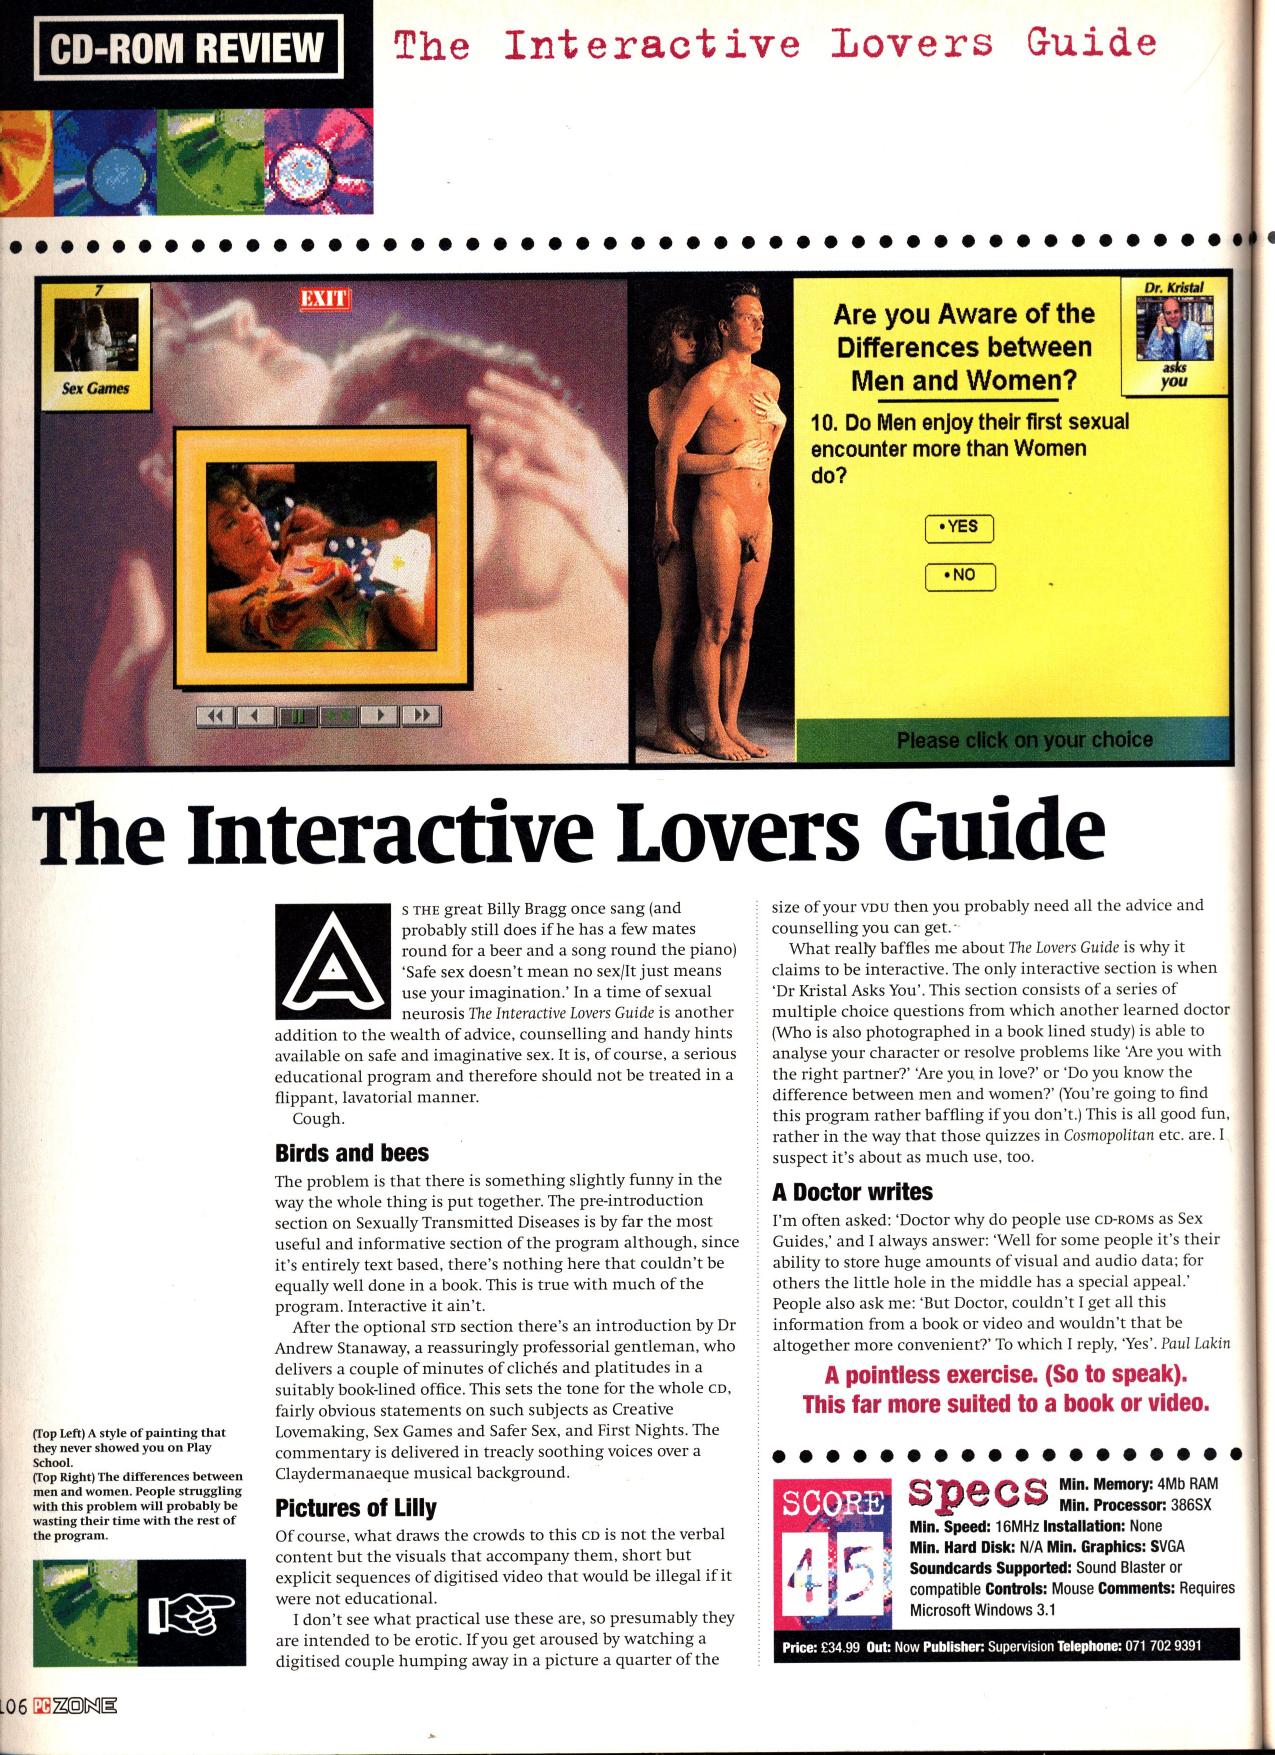 CD-ROM REVIEW
The Interactive Lovers Guide
7
Sex Games
EXIT
Are you Aware of the
Differences between
Men and Women?
Dr. Kristal
asks
you
10. Do Men enjoy their first sexual
encounter more than Women
do?
•YES
•NO
Please click on your choice
The Interactive Lovers Guide
AS THE great Billy Bragg once sang (and
probably still does if he has a few mates
round for a beer and a song round the piano)
‘Safe sex doesn't mean no sex/It just means
use your imagination.’ In a time of sexual
neurosis The Interactive Lovers Guide is another
addition to the wealth of advice, counselling and handy hints
available on safe and imaginative sex. It is, of course, a serious
educational program and therefore should not be treated in a
flippant, lavatorial manner.
Cough.
Birds and bees
The problem is that there is something slightly funny in the
way the whole thing is put together. The pre-introduction
section on Sexually Transmitted Diseases is by far the most
useful and informative section of the program although, since
it's entirely text based, there's nothing here that couldn't be
equally well done in a book. This is true with much of the
program. Interactive it ain't.
After the optional STD section there's an introduction by Dr
Andrew Stanaway, a reassuringly professorial gentleman, who
delivers a couple of minutes of clichés and platitudes in a
suitably book-lined office. This sets the tone for the whole CD,
fairly obvious statements on such subjects as Creative
Lovemaking, Sex Games and Safer Sex, and First Nights. The
commentary is delivered in treacly soothing voices over a
Claydermanaeque musical background.
Pictures of Lilly
Of course, what draws the crowds to this CD is not the verbal
content but the visuals that accompany them, short but
explicit sequences of digitised video that would be illegal if it
were not educational.
I don't see what practical use these are, so presumably they
are intended to be erotic. If you get aroused by watching a
digitised couple humping away in a picture a quarter of the
size of your VDU then you probably need all the advice and
counselling you can get.
What really baffles me about The Lovers Guide is why it
claims to be interactive. The only interactive section is when
‘Dr Kristal Asks You’. This section consists of a series of
multiple choice questions from which another learned doctor
(Who is also photographed in a book lined study) is able to
analyse your character or resolve problems like ‘Are you with
the right partner?’ ‘Are you in love?’ or ‘Do you know the
difference between men and women?’ (You're going to find
this program rather baffling if you don't.) This is all good fun,
rather in the way that those quizzes in Cosmopolitan etc. are. I
suspect it's about as much use, too.
A Doctor writes
I'm often asked: ‘Doctor why do people use CD-ROMs as Sex
Guides,’ and I always answer: ‘Well for some people it's their
ability to store huge amounts of visual and audio data; for
others the little hole in the middle has a special appeal.’
People also ask me: ‘But Doctor, couldn't I get all this
information from a book or video and wouldn't that be
altogether more convenient?’ To which I reply, ‘Yes’. Paul Lakin
A pointless exercise. (So to speak).
This far more suited to a book or video.
(Top Left) A style of painting that
they never showed you on Play
School.
(Top Right) The differences between
men and women. People struggling
with this problem will probably be
wasting their time with the rest of
the program.
SCORE
45
specs
Min. Memory: 4Mb RAM
Min. Processor: 386SX
Min. Speed: 16MHz Installation: None
Min. Hard Disk: N/A Min. Graphics: SVGA
Soundcards Supported: Sound Blaster or
compatible Controls: Mouse Comments: Requires
Microsoft Windows 3.1
Price: £34.99 Out: Now Publisher: Supervision Telephone: 071 702 9391
106 PC ZONE